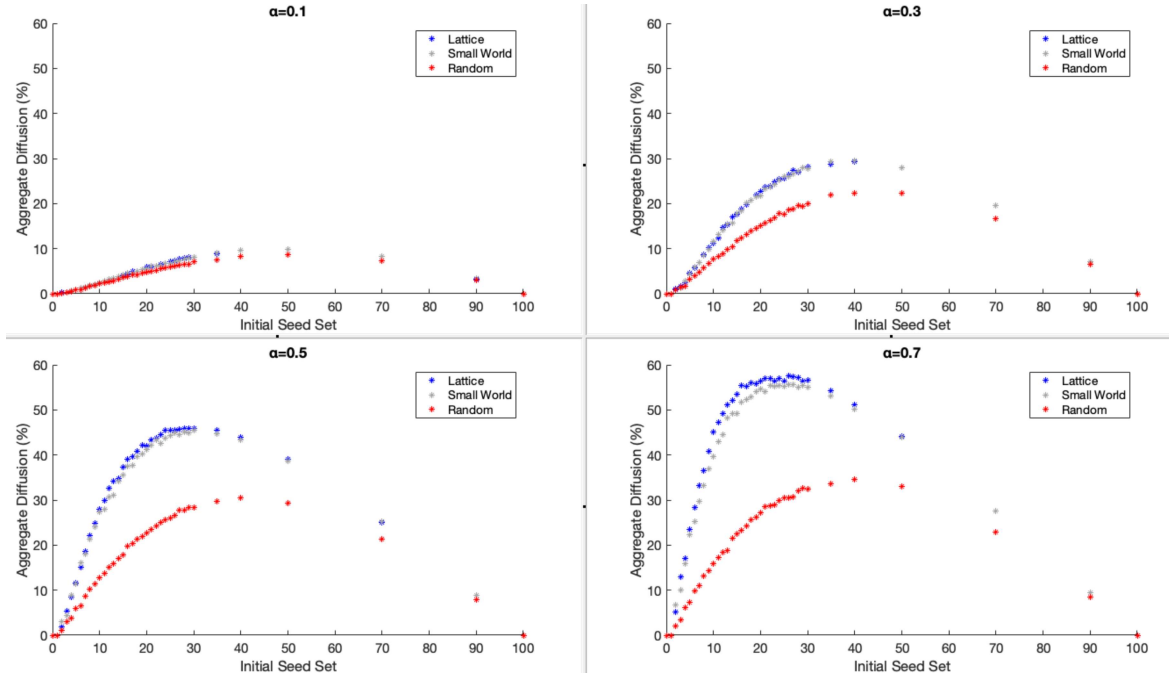 α=0.1
60
50
40
30
20
10
0
Aggregate Diffusion (%)
Lattice
Small World
Random
0 10 20 30 40 50 60 70 80 90 100
Initial Seed Set
α=0.3
60
50
40
30
20
10
0
Aggregate Diffusion (%)
Lattice
Small World
Random
0 10 20 30 40 50 60 70 80 90 100
Initial Seed Set
α=0.5
60
50
40
30
20
10
0
Aggregate Diffusion (%)
Lattice
Small World
Random
0 10 20 30 40 50 60 70 80 90 100
Initial Seed Set
α=0.7
60
50
40
30
20
10
0
Aggregate Diffusion (%)
Lattice
Small World
Random
0 10 20 30 40 50 60 70 80 90 100
Initial Seed Set